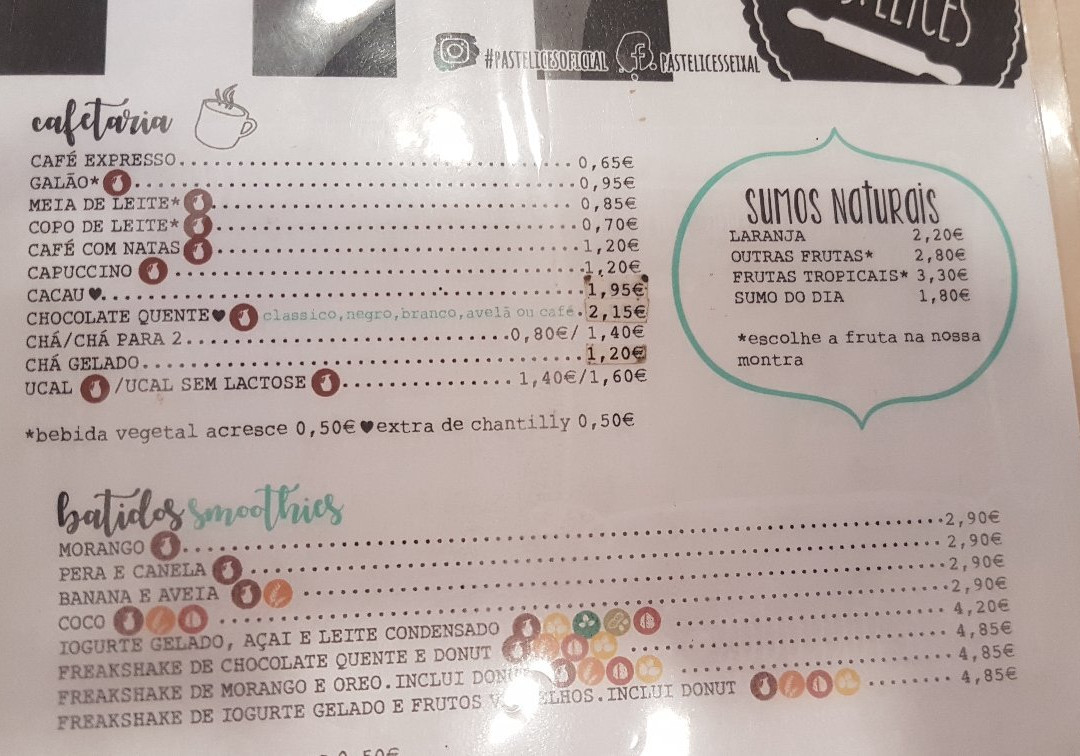 #PASTELICESOFICIAL
PASTELICESSEIXAL
cafetaria
CAFÉ EXPRESSO 0,65€
GALÃO* 0,95€
MEIA DE LEITE* 0,85€
COPO DE LEITE* 0,70€
CAFÉ COM NATAS 1,20€
CAPUCCINO 1,20€
CACAU♥ 1,95€
CHOCOLATE QUENTE♥ classico,negro,branco,avelã ou café. 2,15€
CHÁ/CHÁ PARA 2 0,80€/ 1,40€
CHÁ GELADO 1,20€
UCAL /UCAL SEM LACTOSE 1,40€/1,60€
*bebida vegetal acresce 0,50€♥extra de chantilly 0,50€
SUMOS NATURAIS
LARANJA 2,20€
OUTRAS FRUTAS* 2,80€
FRUTAS TROPICAIS* 3,30€
SUMO DO DIA 1,80€
*escolhe a fruta na nossa
montra
batidos smoothies
MORANGO 2,90€
PERA E CANELA 2,90€
BANANA E AVEIA 2,90€
COCO 2,90€
IOGURTE GELADO, AÇAI E LEITE CONDENSADO 4,20€
FREAKSHAKE DE CHOCOLATE QUENTE E DONUT 4,85€
FREAKSHAKE DE MORANGO E OREO.INCLUI 4,85€
FREAKSHAKE DE IOGURTE GELADO E FRUTOS .INCLUI DONUT 4,85€
0,50€